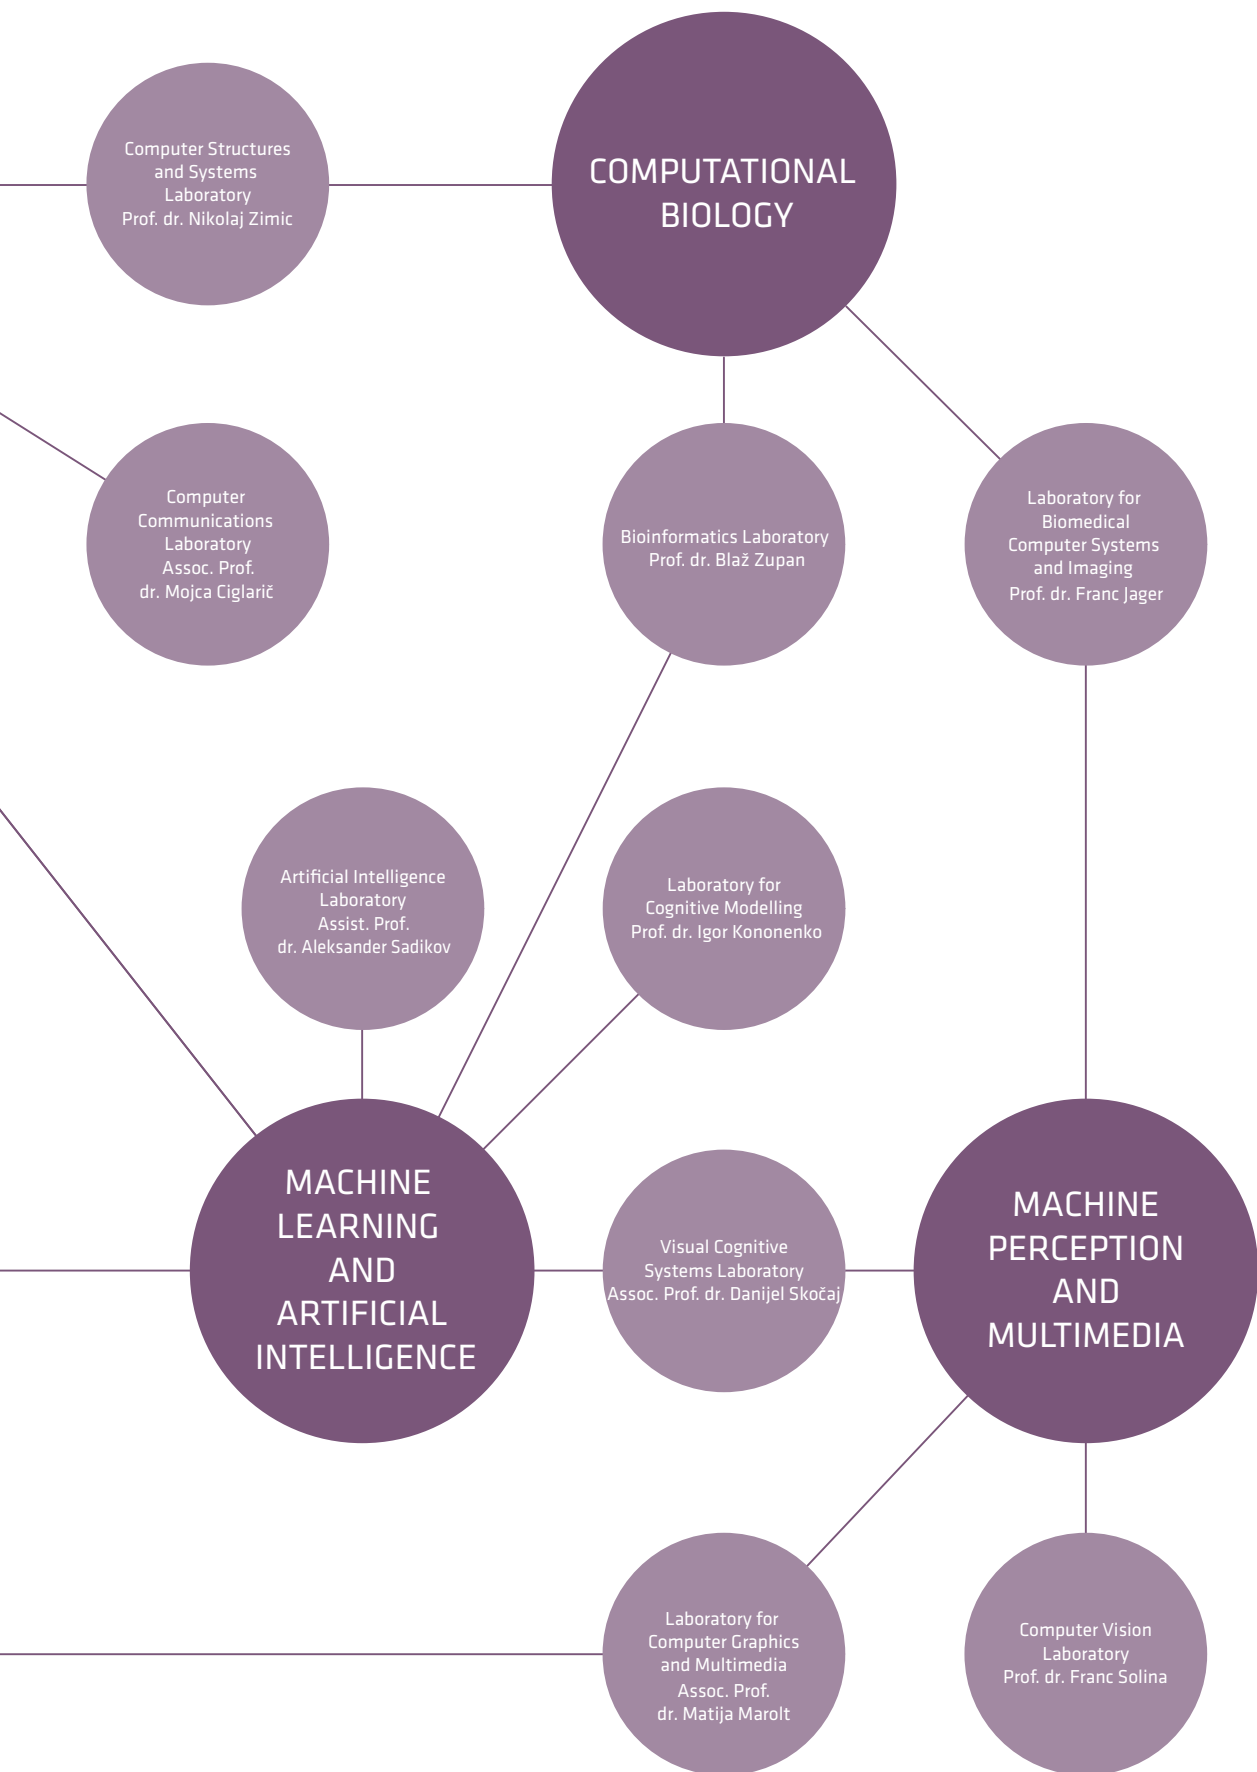 Computer Structures
and Systems
Laboratory
Prof. dr. Nikolaj Zimic
COMPUTATIONAL
BIOLOGY
Computer
Communications
Laboratory
Assoc. Prof.
dr. Mojca Ciglarič
Bioinformatics Laboratory
Prof. dr. Blaž Zupan
Laboratory for
Biomedical
Computer Systems
and Imaging
Prof. dr. Franc Jager
Artificial Intelligence
Laboratory
Assist. Prof.
dr. Aleksander Sadikov
Laboratory for
Cognitive Modelling
Prof. dr. Igor Kononenko
MACHINE
LEARNING
AND
ARTIFICIAL
INTELLIGENCE
Visual Cognitive
Systems Laboratory
Assoc. Prof. dr. Danijel Skočaj
MACHINE
PERCEPTION
AND
MULTIMEDIA
Laboratory for
Computer Graphics
and Multimedia
Assoc. Prof.
dr. Matija Marolt
Computer Vision
Laboratory
Prof. dr. Franc Solina